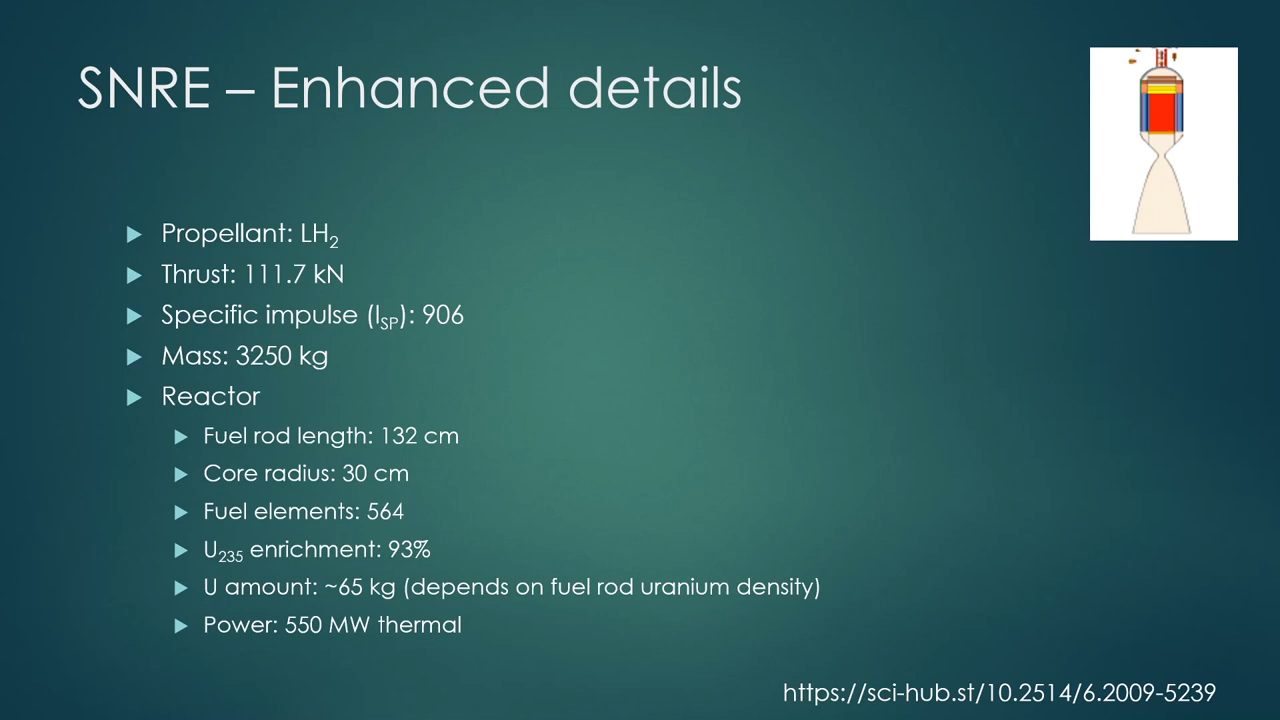 SNRE – Enhanced details
Propellant: LH₂
Thrust: 111.7 kN
Specific impulse (I_SP): 906
Mass: 3250 kg
Reactor
Fuel rod length: 132 cm
Core radius: 30 cm
Fuel elements: 564
U₂₃₅ enrichment: 93%
U amount: ~65 kg (depends on fuel rod uranium density)
Power: 550 MW thermal
https://sci-hub.st/10.2514/6.2009-5239